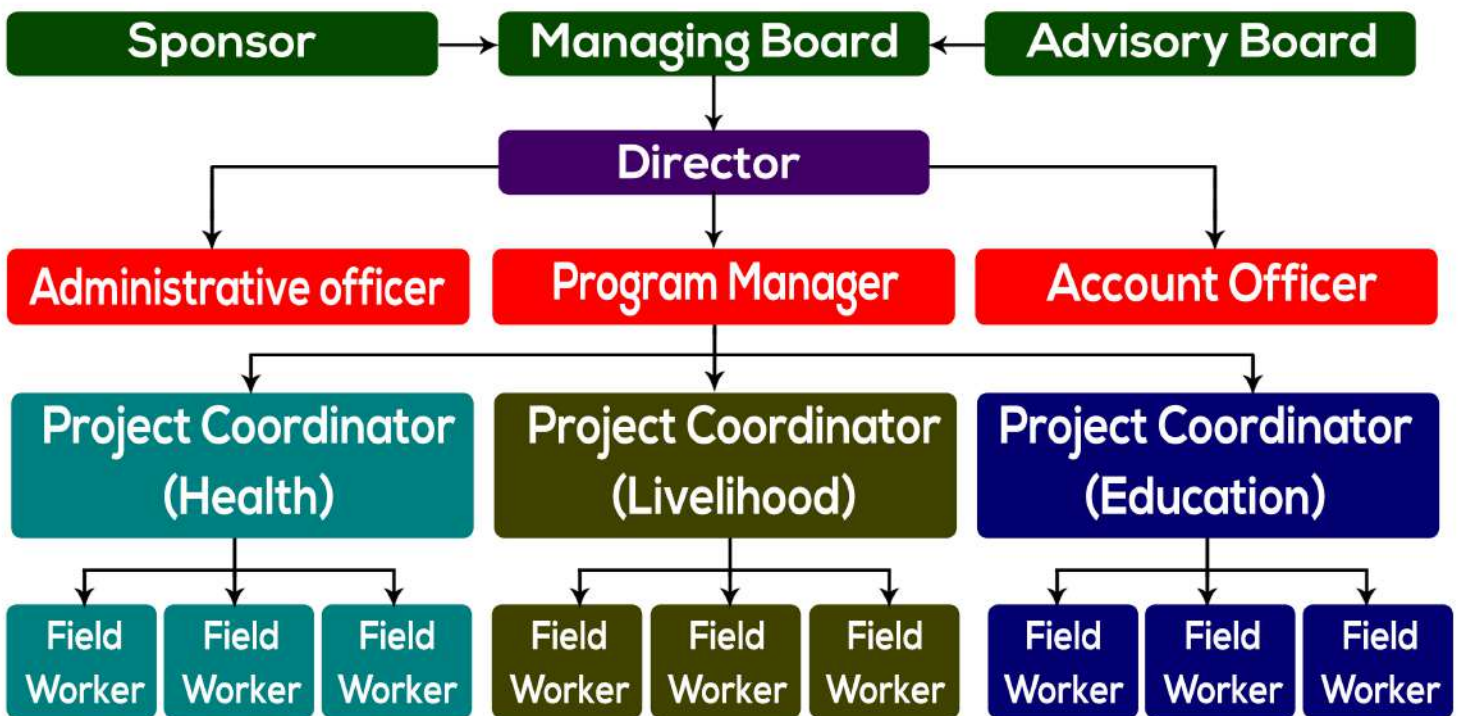 Sponsor
Managing Board
Advisory Board
Director
Administrative officer
Program Manager
Account Officer
Project Coordinator
(Health)
Project Coordinator
(Livelihood)
Project Coordinator
(Education)
Field
Worker
Field
Worker
Field
Worker
Field
Worker
Field
Worker
Field
Worker
Field
Worker
Field
Worker
Field
Worker